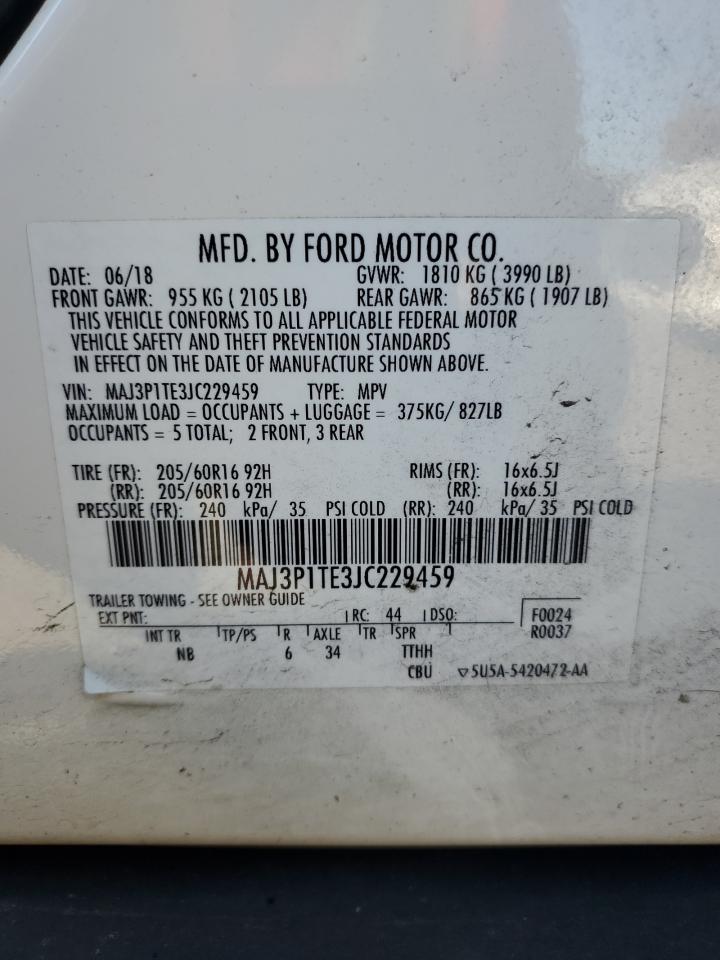 MFD. BY FORD MOTOR CO.
DATE: 06/18 GVWR: 1810 KG ( 3990 LB)
FRONT GAWR: 955 KG ( 2105 LB) REAR GAWR: 865 KG ( 1907 LB)
THIS VEHICLE CONFORMS TO ALL APPLICABLE FEDERAL MOTOR
VEHICLE SAFETY AND THEFT PREVENTION STANDARDS
IN EFFECT ON THE DATE OF MANUFACTURE SHOWN ABOVE.
VIN: MAJ3P1TE3JC229459 TYPE: MPV
MAXIMUM LOAD = OCCUPANTS + LUGGAGE = 375KG/ 827LB
OCCUPANTS = 5 TOTAL; 2 FRONT, 3 REAR
TIRE (FR): 205/60R16 92H RIMS (FR): 16x6.5J
(RR): 205/60R16 92H (RR): 16x6.5J
PRESSURE (FR): 240 kPa/ 35 PSI COLD (RR): 240 kPa/ 35 PSI COLD
MAJ3P1TE3JC229459
TRAILER TOWING - SEE OWNER GUIDE
EXT PNT: RC: 44 DSO: F0024
INT TR TP/PS R AXLE TR SPR R0037
NB 6 34 TTHH
CBU 5U5A-5420472-AA